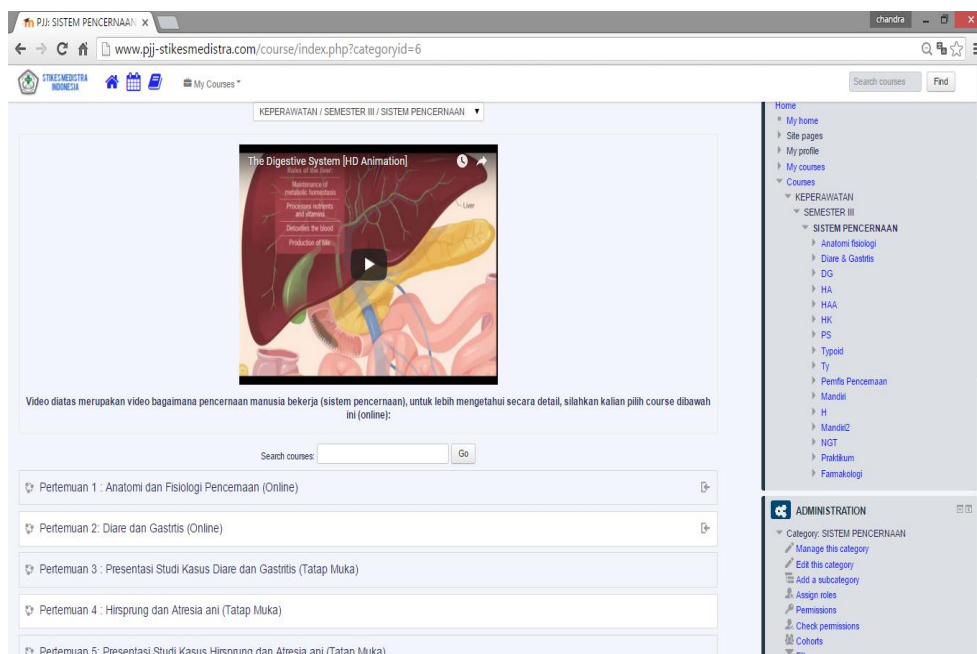 PJJ: SISTEM PENCERNAAN
chandra
www.pjj-stikesmedistra.com/course/index.php?categoryid=6
STIKES MEDISTRA
INDONESIA
My Courses
Search courses
Find
KEPERAWATAN / SEMESTER III / SISTEM PENCERNAAN
The Digestive System [HD Animation]
Roles of the liver:
Maintenance of
metabolic homeostasis
Processes nutrients
and vitamins
Detoxifies the blood
Production of bile
Liver
Video diatas merupakan video bagaimana pencernaan manusia bekerja (sistem pencernaan), untuk lebih mengetahui secara detail, silahkan kalian pilih course dibawah
ini (online):
Search courses:
Go
Pertemuan 1 : Anatomi dan Fisiologi Pencernaan (Online)
Pertemuan 2: Diare dan Gastrtis (Online)
Pertemuan 3 : Presentasi Studi Kasus Diare dan Gastritis (Tatap Muka)
Pertemuan 4 : Hirsprung dan Atresia ani (Tatap Muka)
Pertemuan 5: Presentasi Studi Kasus Hirsprung dan Atresia ani (Tatap Muka)
Home
My home
Site pages
My profile
My courses
Courses
KEPERAWATAN
SEMESTER III
SISTEM PENCERNAAN
Anatomi fisiologi
Diare & Gastritis
DG
HA
HAA
HK
PS
Typoid
Ty
Pemfis Pencernaan
Mandiri
H
Mandiri2
NGT
Praktikum
Farmakologi
ADMINISTRATION
Category: SISTEM PENCERNAAN
Manage this category
Edit this category
Add a subcategory
Assign roles
Permissions
Check permissions
Cohorts